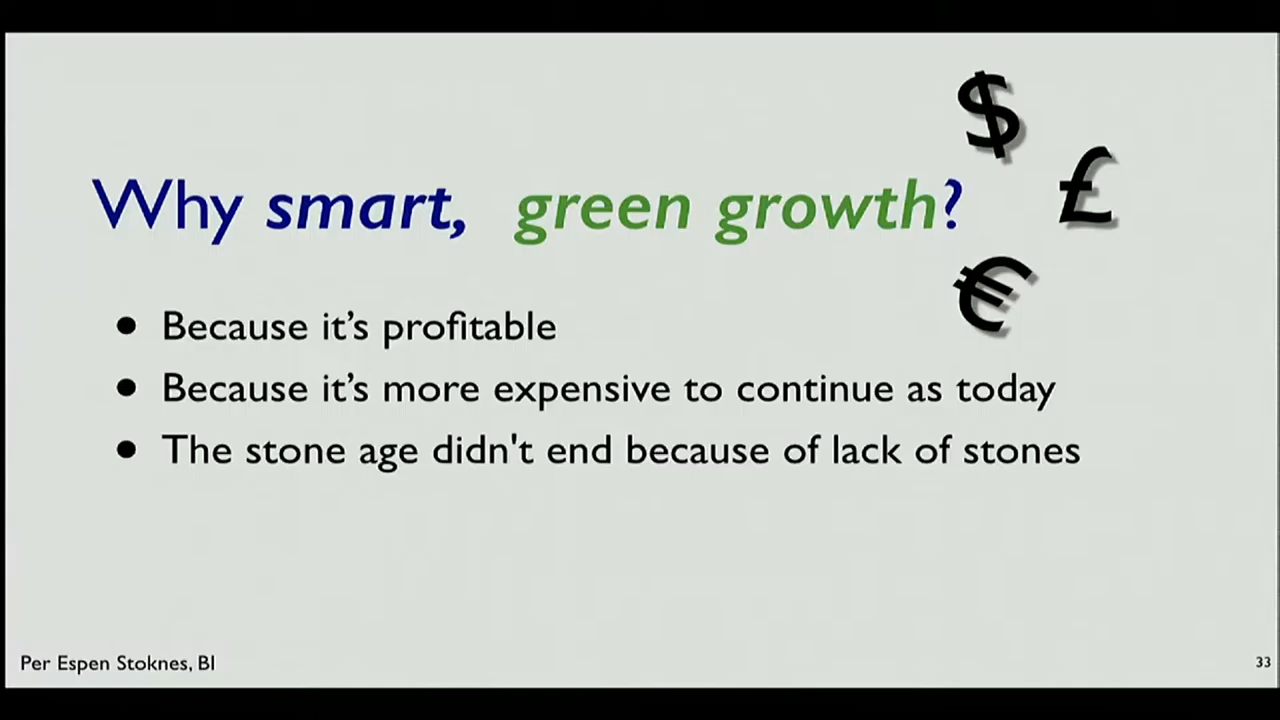 $
£
Why smart, green growth?
€
● Because it’s profitable
● Because it’s more expensive to continue as today
● The stone age didn't end because of lack of stones
Per Espen Stoknes, BI
33